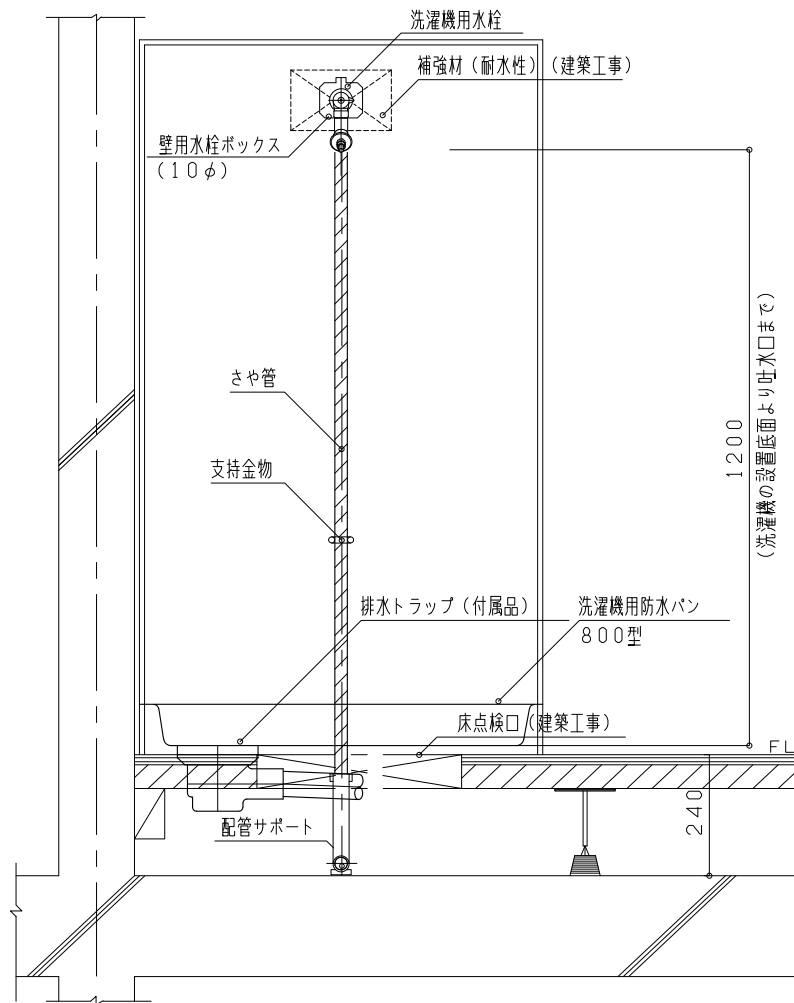 洗濯機用水栓
補強材（耐水性）（建築工事）
壁用水栓ボックス
（10φ）
さや管
支持金物
1200
（洗濯機の設置底面より吐水口まで）
排水トラップ（付属品）
洗濯機用防水パン
800型
床点検口（建築工事）
FL
240
配管サポート